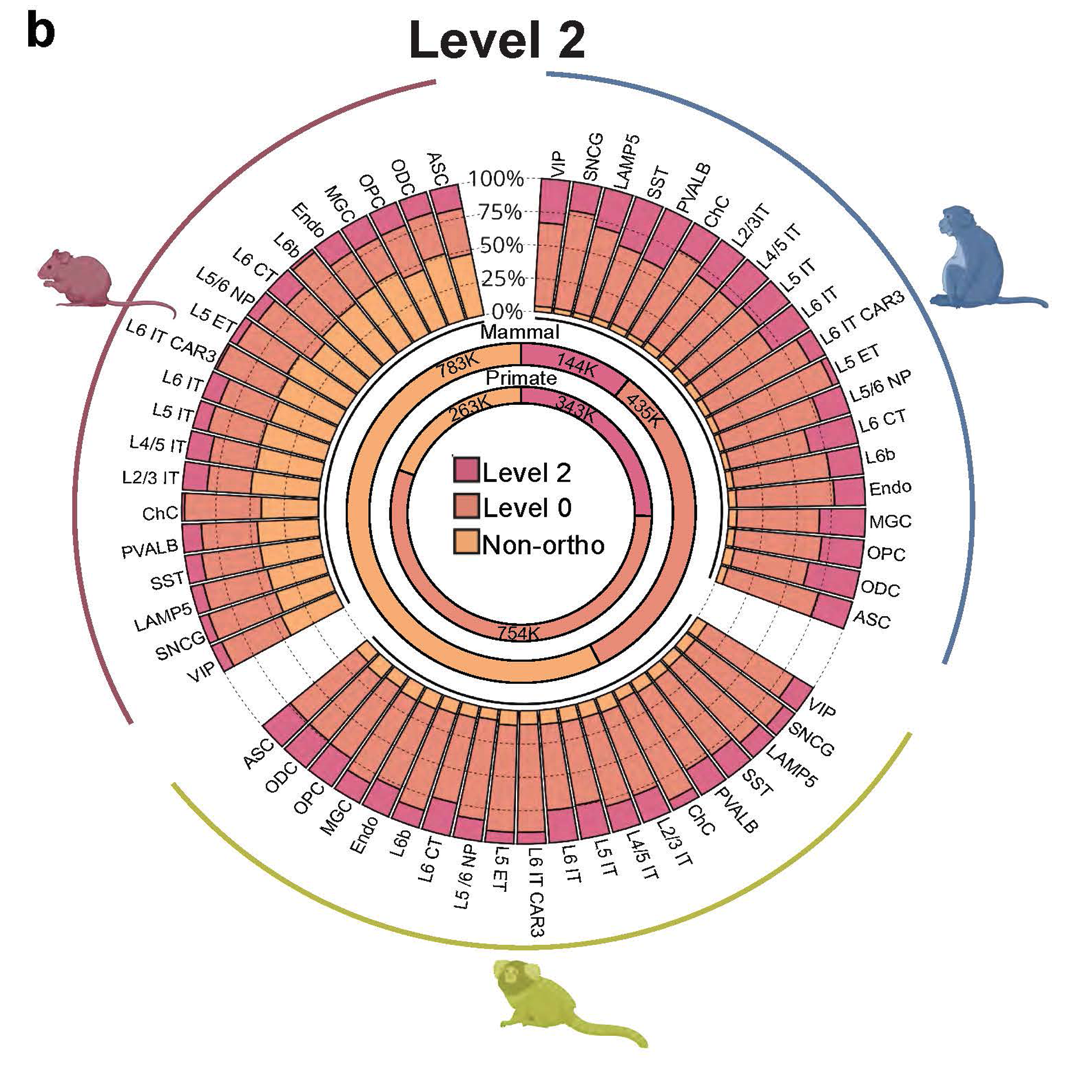 b
Level 2
VIP
SNCG
LAMP5
SST
PVALB
ChC
L2/3IT
L4/5 IT
L5 IT
L6 IT
L6 IT CAR3
L5 ET
L5/6 NP
L6 CT
L6b
Endo
MGC
OPC
ODC
ASC
VIP
SNCG
LAMP5
SST
PVALB
ChC
L2/3 IT
L4/5 IT
L5 IT
L6 IT
L6 IT CAR3
L5 ET
L5 /6 NP
L6 CT
L6b
Endo
MGC
OPC
ODC
ASC
VIP
SNCG
LAMP5
SST
PVALB
ChC
L2/3 IT
L4/5 IT
L5 IT
L6 IT
L6 IT CAR3
L5 ET
L5/6 NP
L6 CT
L6b
Endo
MGC
OPC
ODC
ASC
100%
75%
50%
25%
0%
Mammal
783K
144K
435K
Primate
263K
343K
754K
Level 2
Level 0
Non-ortho